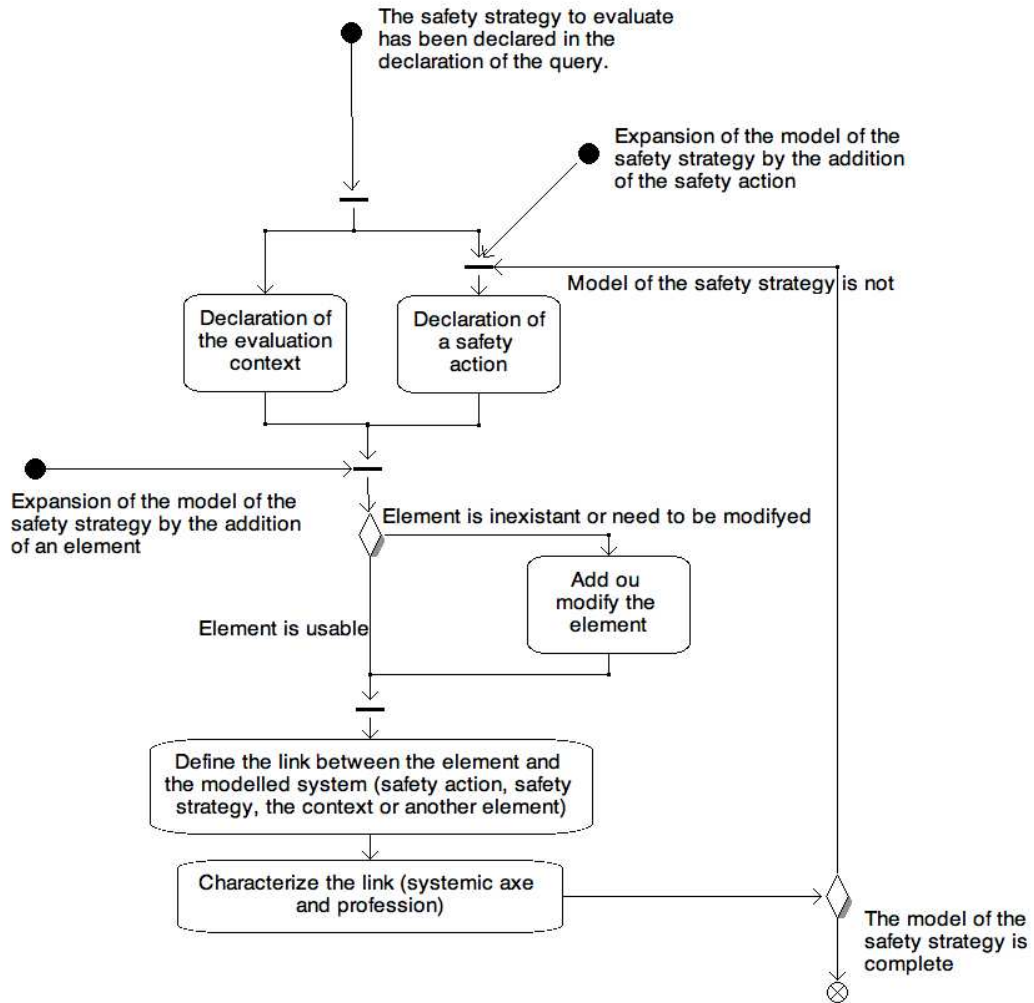 The safety strategy to evaluate
has been declared in the
declaration of the query.
Expansion of the model of the
safety strategy by the addition
of the safety action
Model of the safety strategy is not
Declaration of
the evaluation
context
Declaration of
a safety
action
Expansion of the model of the
safety strategy by the addition
of an element
Element is inexistant or need to be modifyed
Add ou
modify the
element
Element is usable
Define the link between the element and
the modelled system (safety action, safety
strategy, the context or another element)
Characterize the link (systemic axe
and profession)
The model of the
safety strategy is
complete